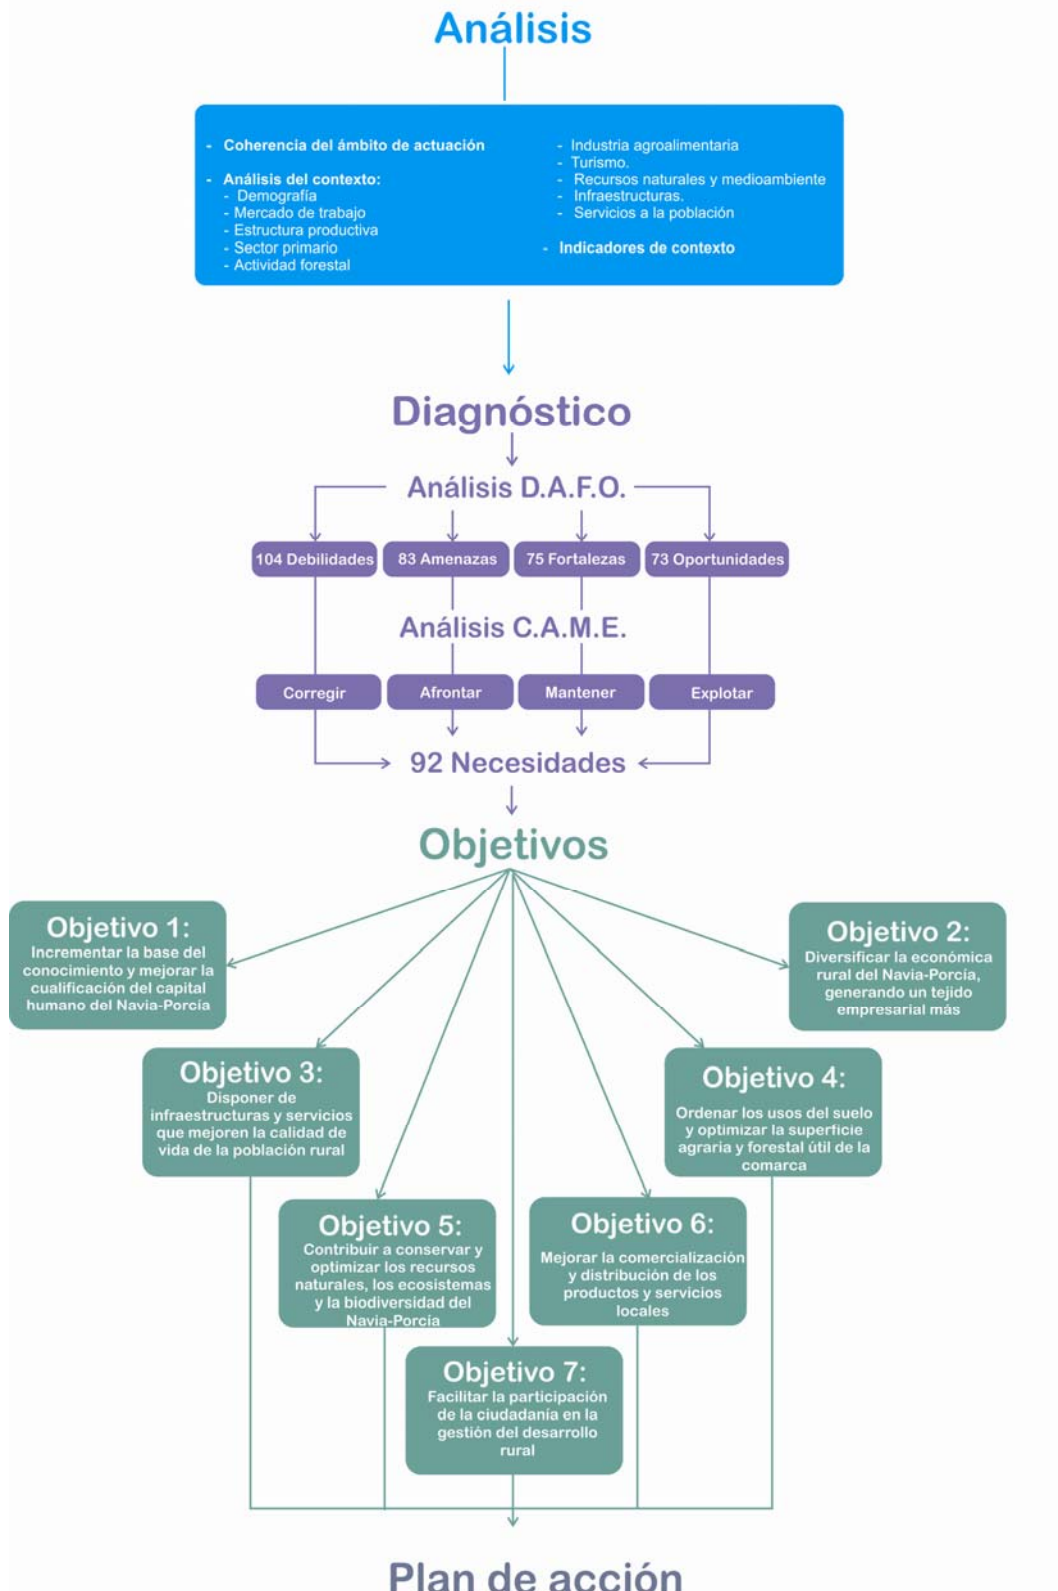 Análisis
- Coherencia del ámbito de actuación
- Análisis del contexto:
- Demografía
- Mercado de trabajo
- Estructura productiva
- Sector primario
- Actividad forestal
- Industria agroalimentaria
- Turismo.
- Recursos naturales y medioambiente
- Infraestructuras.
- Servicios a la población
- Indicadores de contexto
Diagnóstico
Análisis D.A.F.O.
104 Debilidades
83 Amenazas
75 Fortalezas
73 Oportunidades
Análisis C.A.M.E.
Corregir
Afrontar
Mantener
Explotar
92 Necesidades
Objetivos
Objetivo 1:
Incrementar la base del
conocimiento y mejorar la
cualificación del capital
humano del Navia-Porcía
Objetivo 2:
Diversificar la económica
rural del Navia-Porcía,
generando un tejido
empresarial más
Objetivo 3:
Disponer de
infraestructuras y servicios
que mejoren la calidad de
vida de la población rural
Objetivo 4:
Ordenar los usos del suelo
y optimizar la superficie
agraria y forestal útil de la
comarca
Objetivo 5:
Contribuir a conservar y
optimizar los recursos
naturales, los ecosistemas
y la biodiversidad del
Navia-Porcía
Objetivo 6:
Mejorar la comercialización
y distribución de los
productos y servicios
locales
Objetivo 7:
Facilitar la participación
de la ciudadanía en la
gestión del desarrollo
rural
Plan de acción